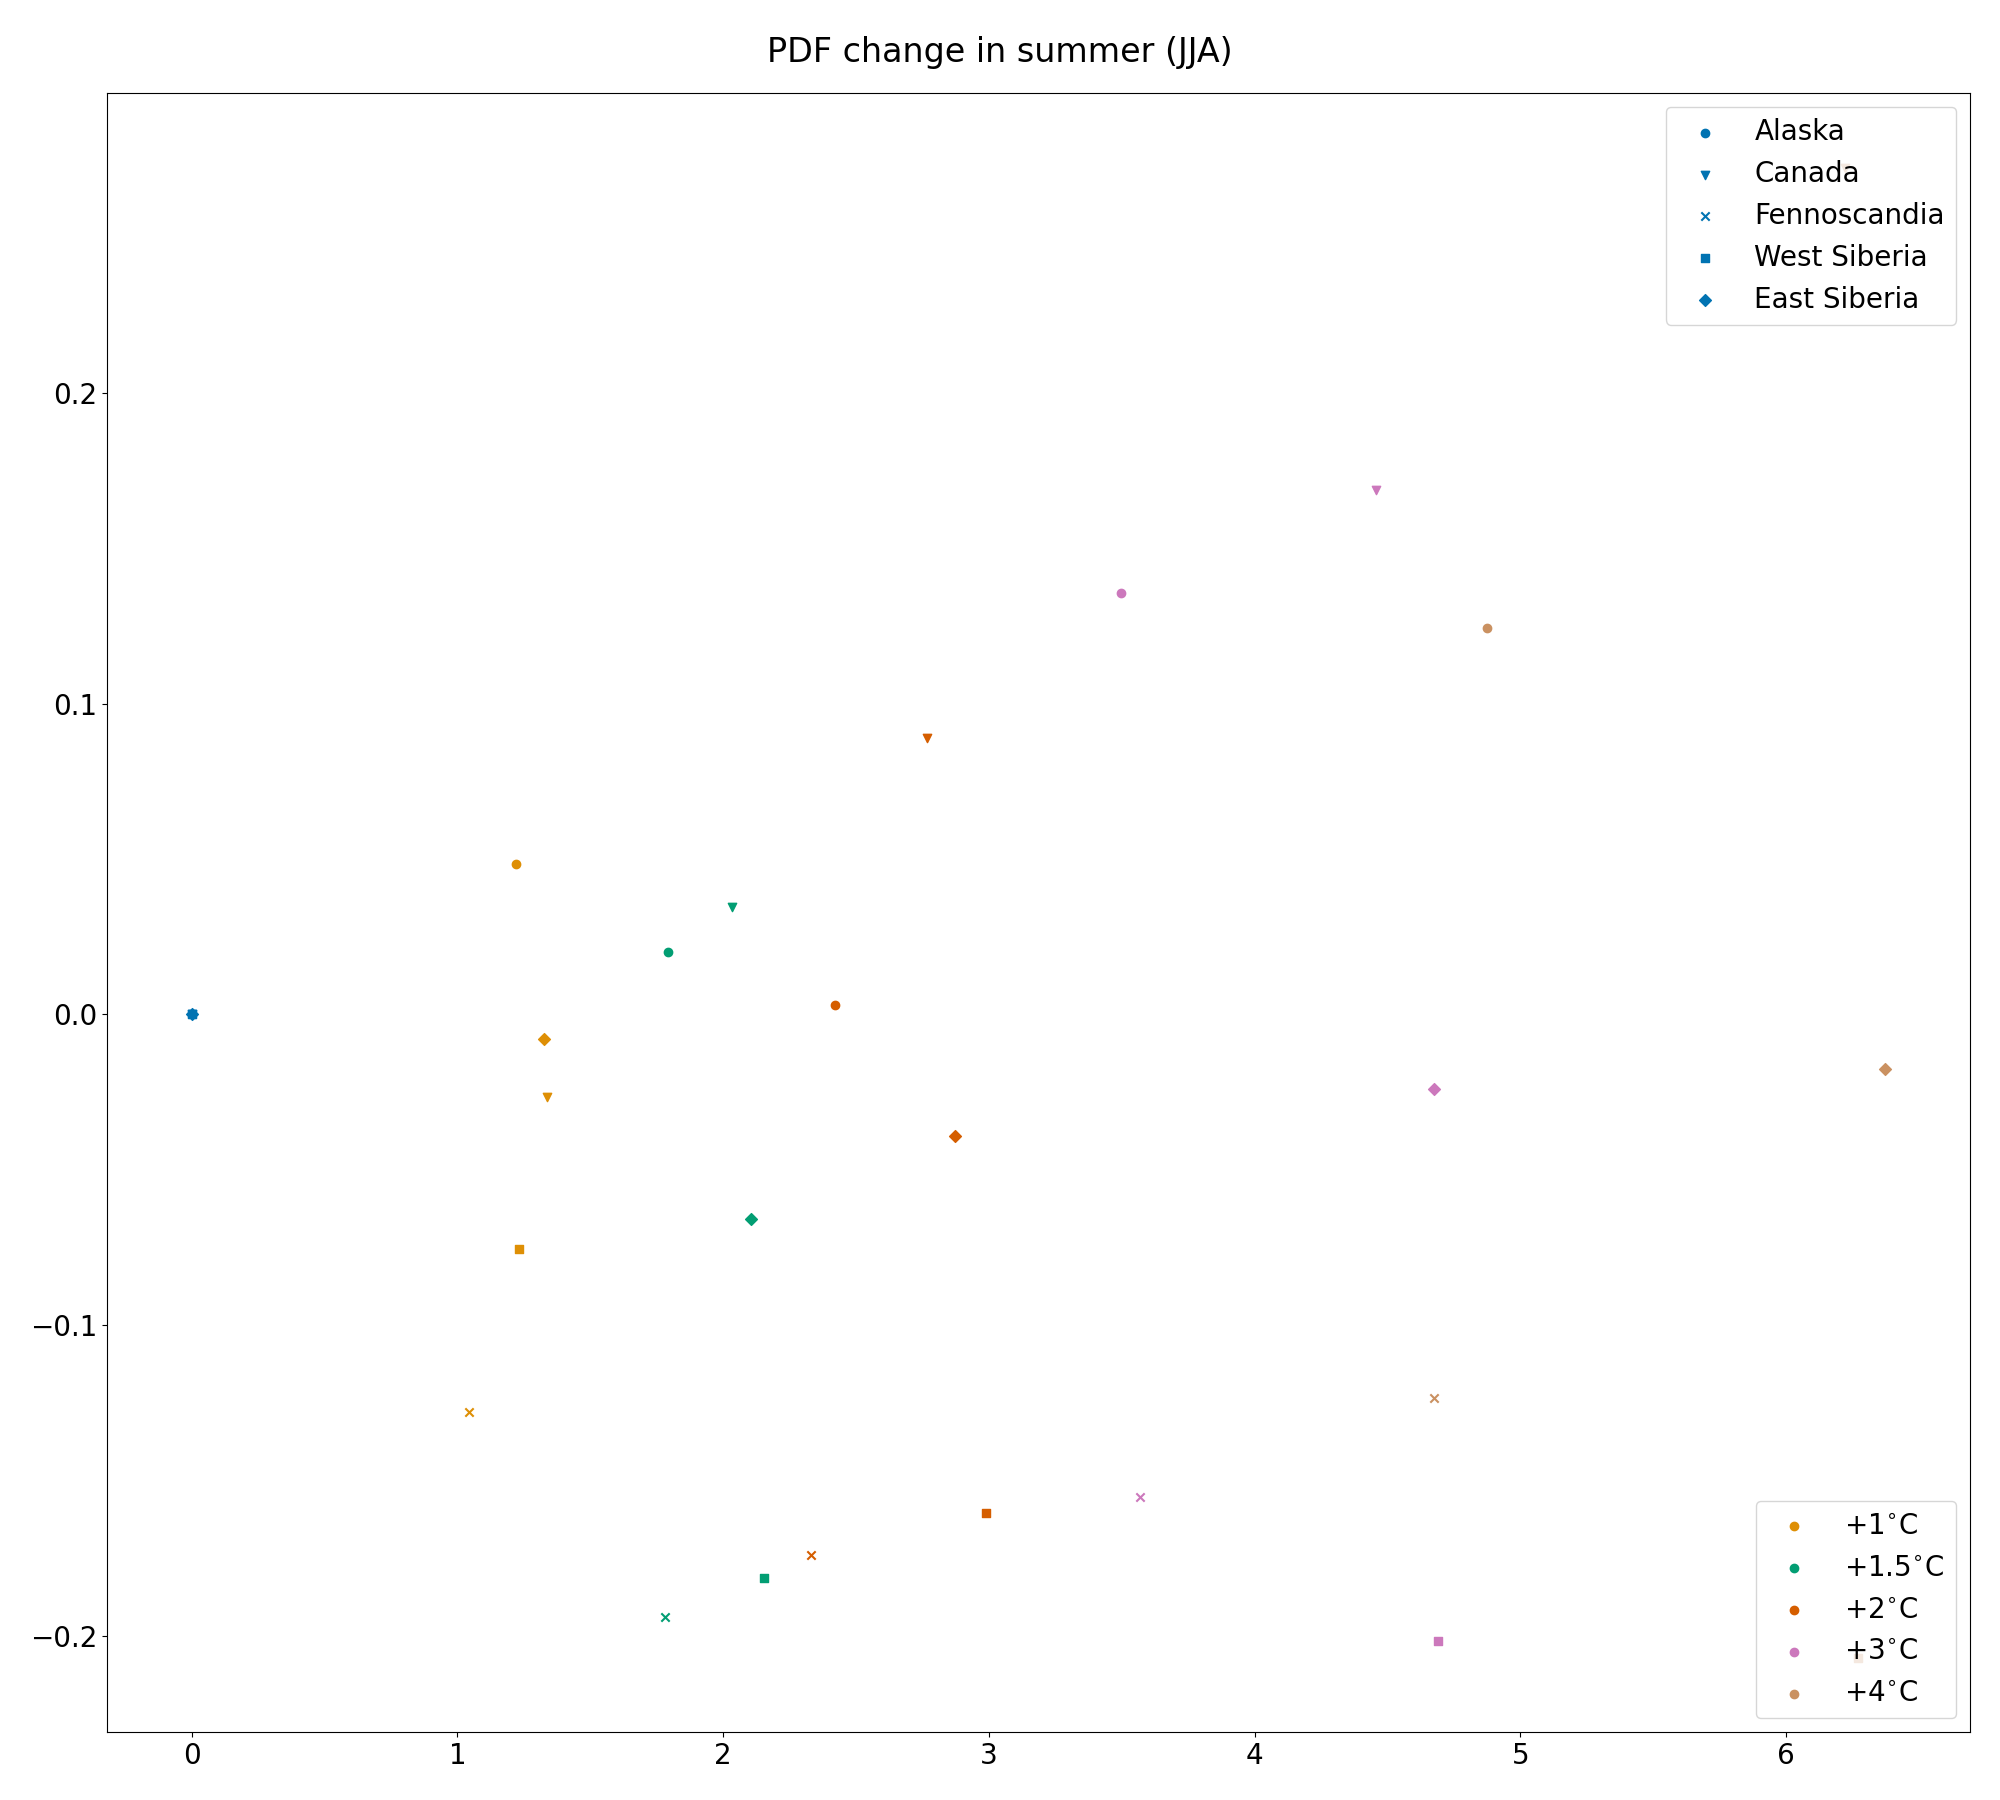 PDF change in summer (JJA)
Alaska
Canada
Fennoscandia
West Siberia
East Siberia
0.2
0.1
0.0
−0.1
−0.2
+1°C
+1.5°C
+2°C
+3°C
+4°C
0 1 2 3 4 5 6